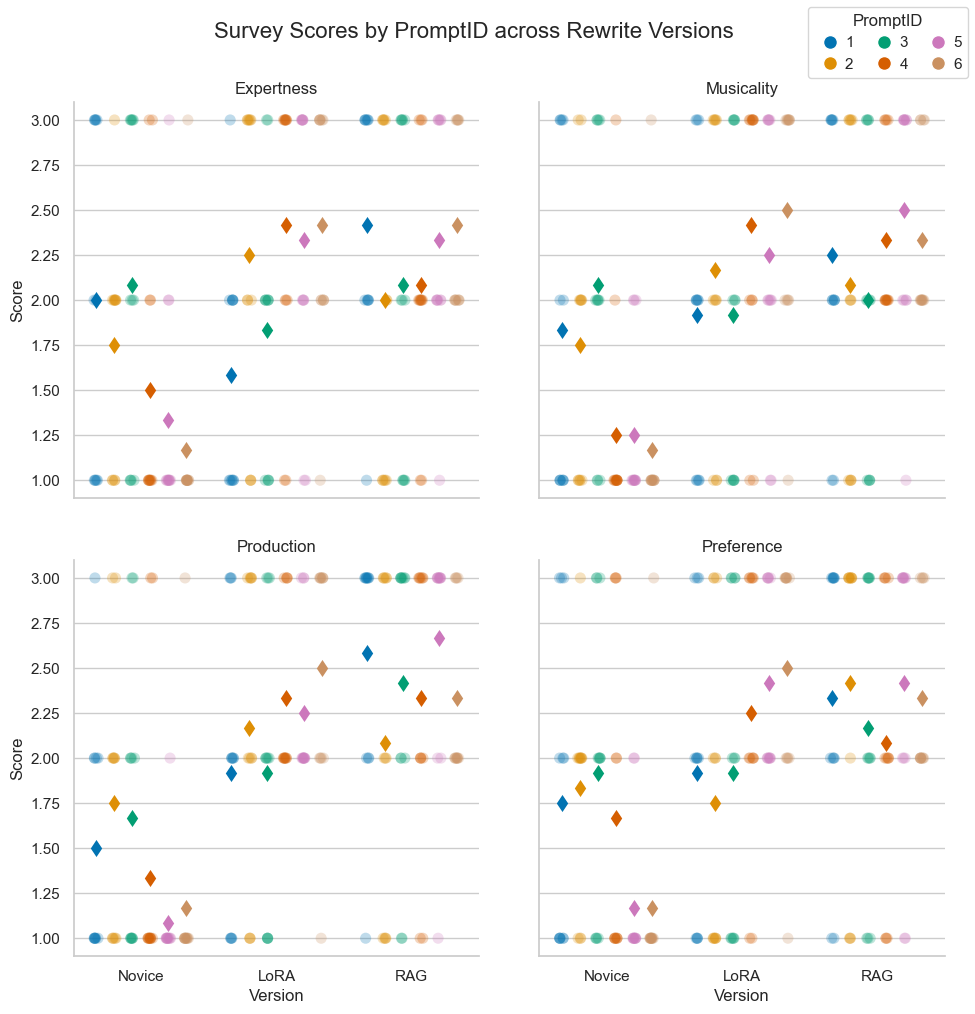 Survey Scores by PromptID across Rewrite Versions
PromptID
1 3 5
2 4 6
Expertness
Musicality
3.00
2.75
2.50
2.25
2.00
1.75
1.50
1.25
1.00
Score
Production
Preference
3.00
2.75
2.50
2.25
2.00
1.75
1.50
1.25
1.00
Score
Novice LoRA RAG
Version
Novice LoRA RAG
Version